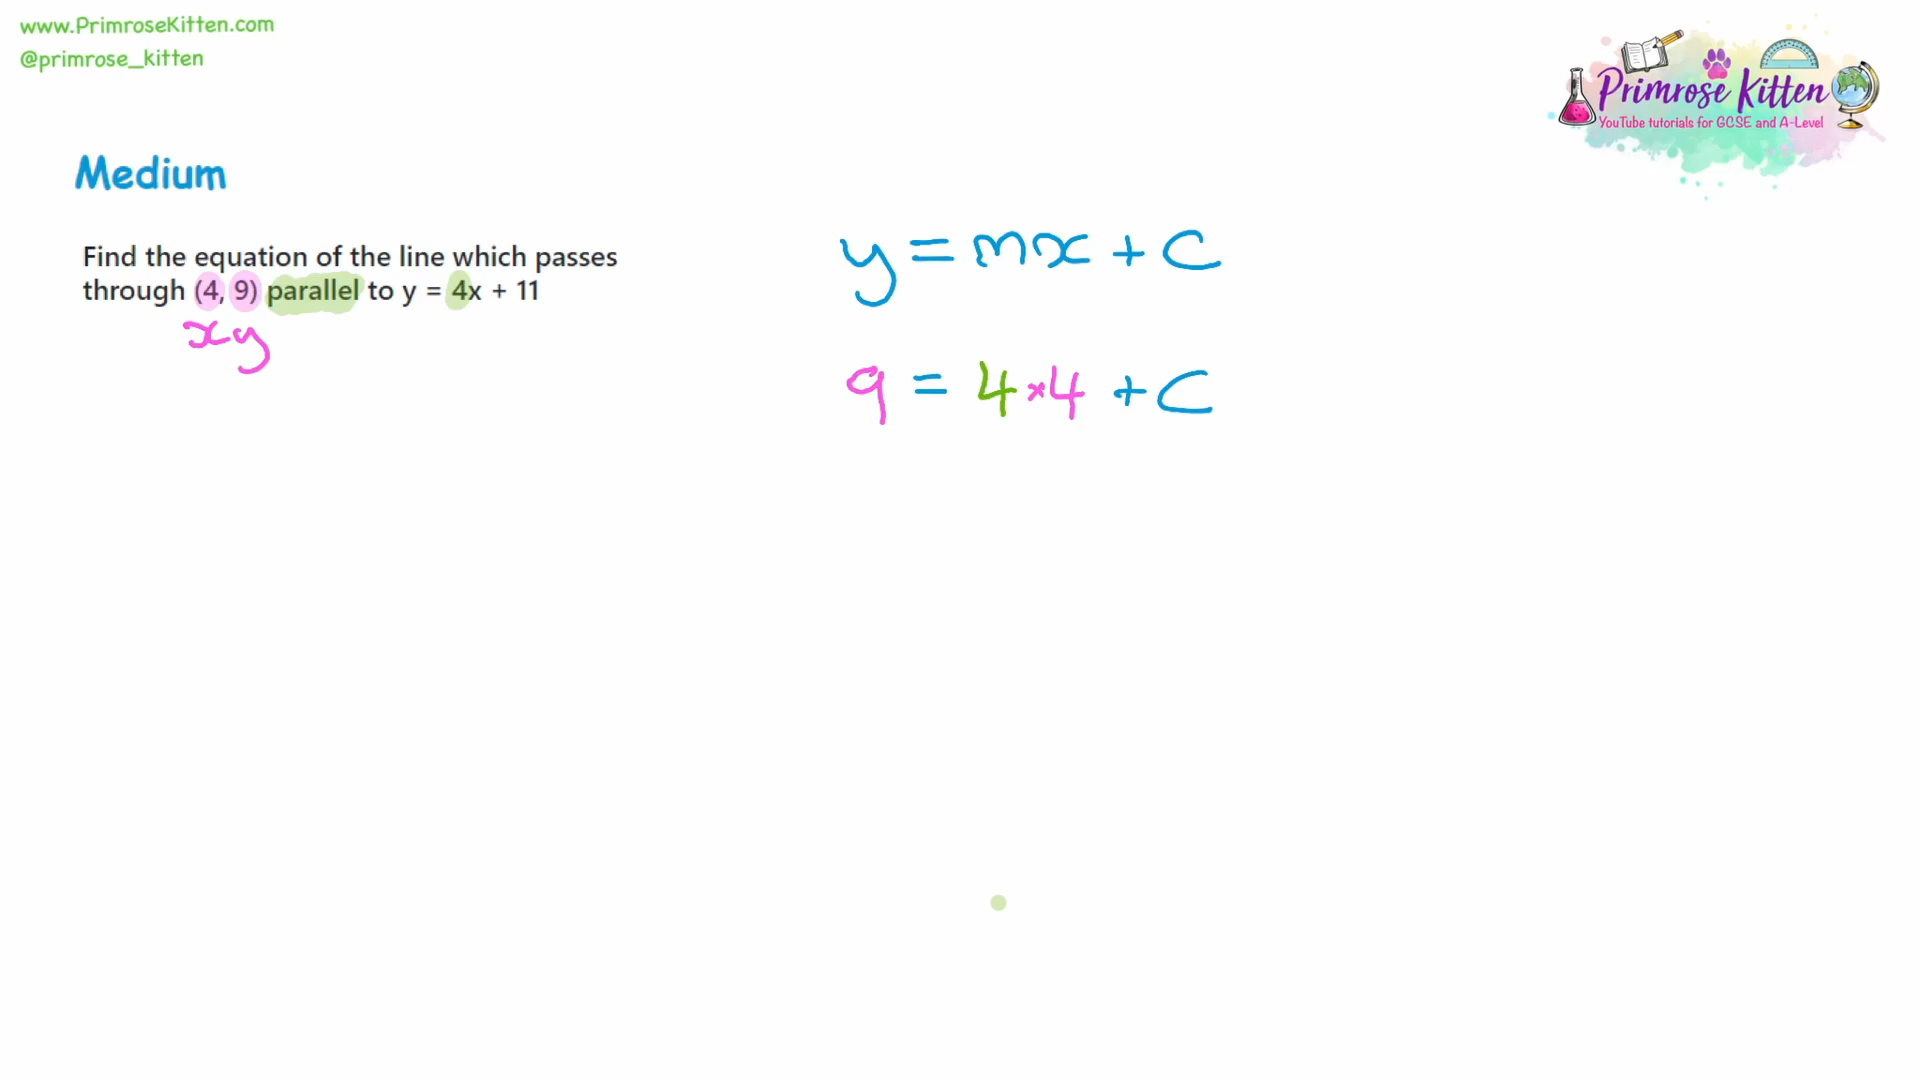 www.PrimroseKitten.com
@primrose_kitten
Primrose Kitten
YouTube tutorials for GCSE and A-Level
Medium
Find the equation of the line which passes
through (4, 9) parallel to y = 4x + 11
x y
y = mx + c
9 = 4 × 4 + c